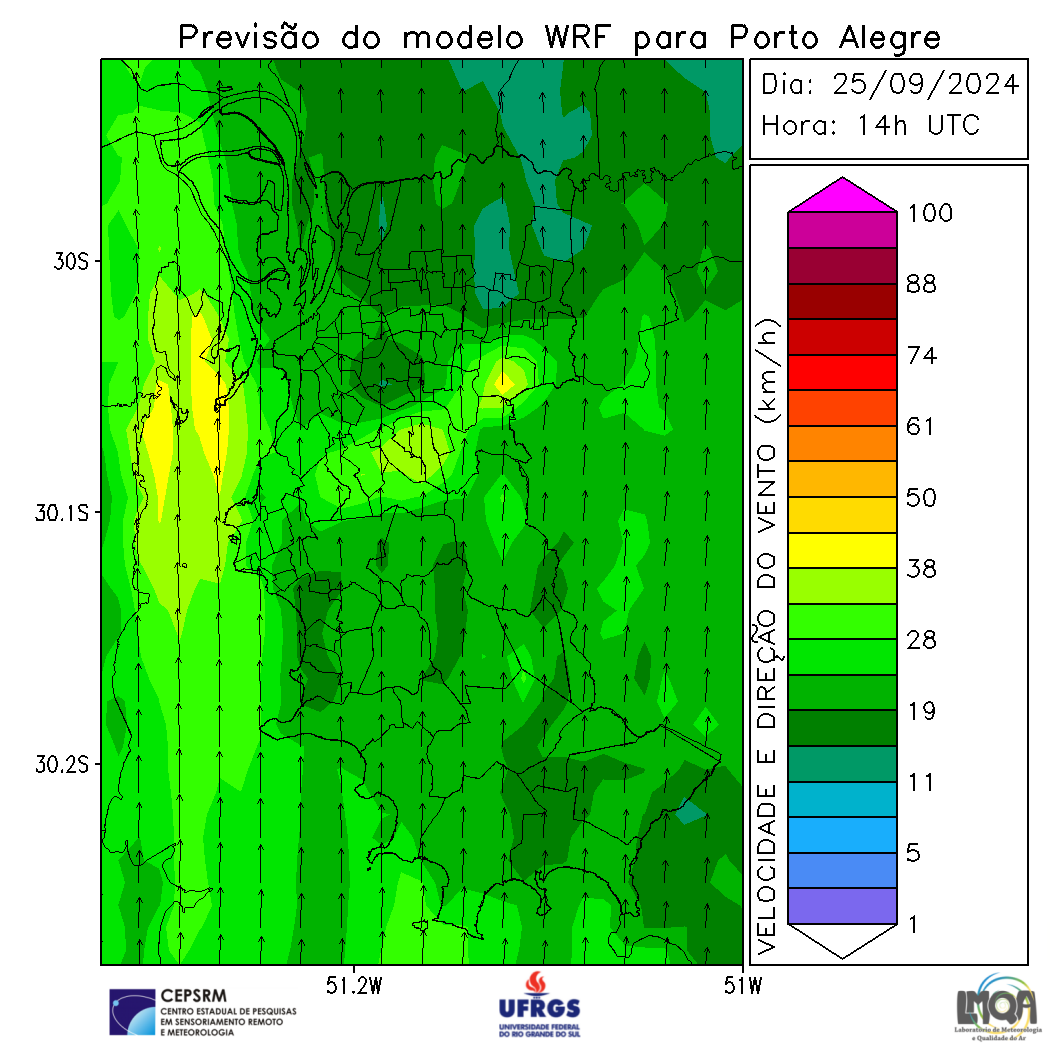 Previsão do modelo WRF para Porto Alegre
Dia: 25/09/2024
Hora: 14h UTC
30S
30.1S
30.2S
51.2W
51W
VELOCIDADE E DIREÇÃO DO VENTO (km/h)
100
88
74
61
50
38
28
19
11
5
1
CEPSRM
CENTRO ESTADUAL DE PESQUISAS
EM SENSORIAMENTO REMOTO
E METEOROLOGIA
UFRGS
UNIVERSIDADE FEDERAL
DO RIO GRANDE DO SUL
LMQA
Laboratório de Meteorologia
e Qualidade do Ar